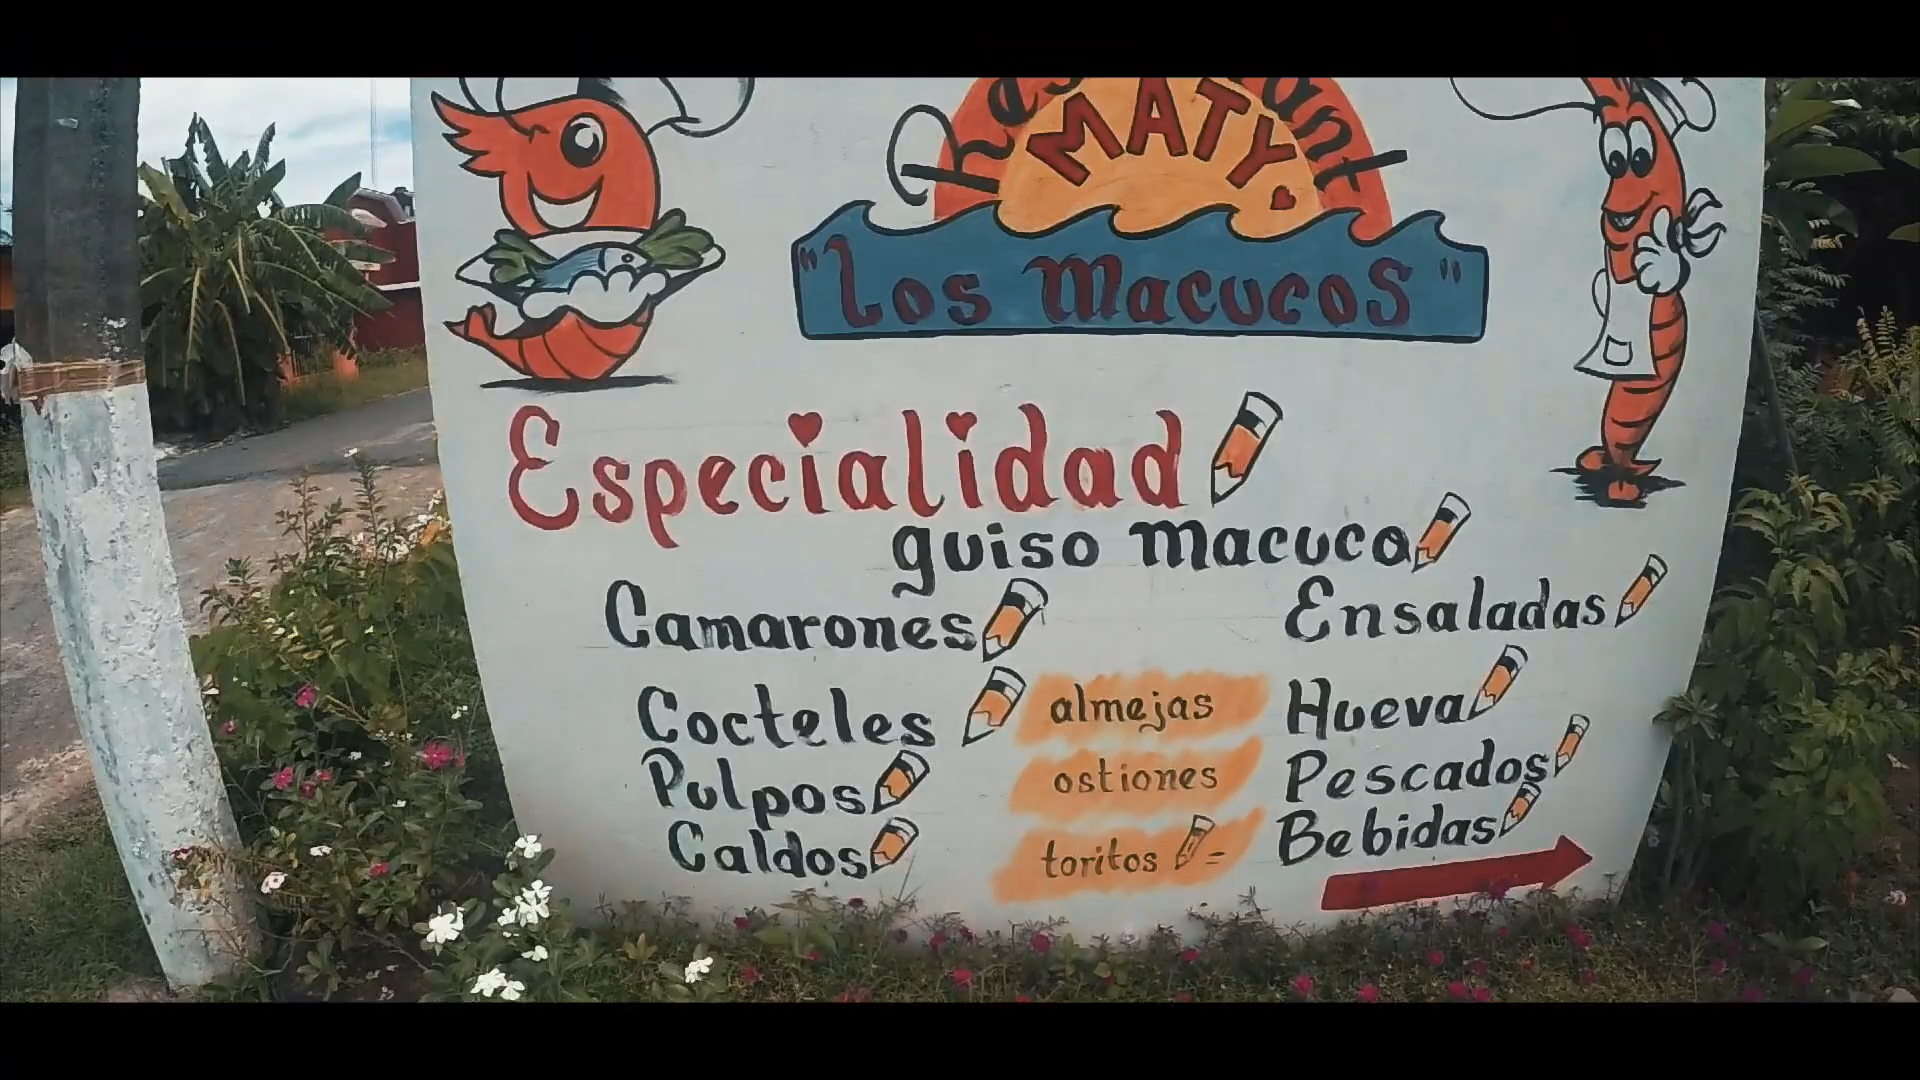 Restaurant
MATY
"Los Macucos"
Especialidad
guiso macuco
Camarones
Ensaladas
Cocteles
almejas
Hueva
Pulpos
ostiones
Pescados
Caldos
toritos
Bebidas